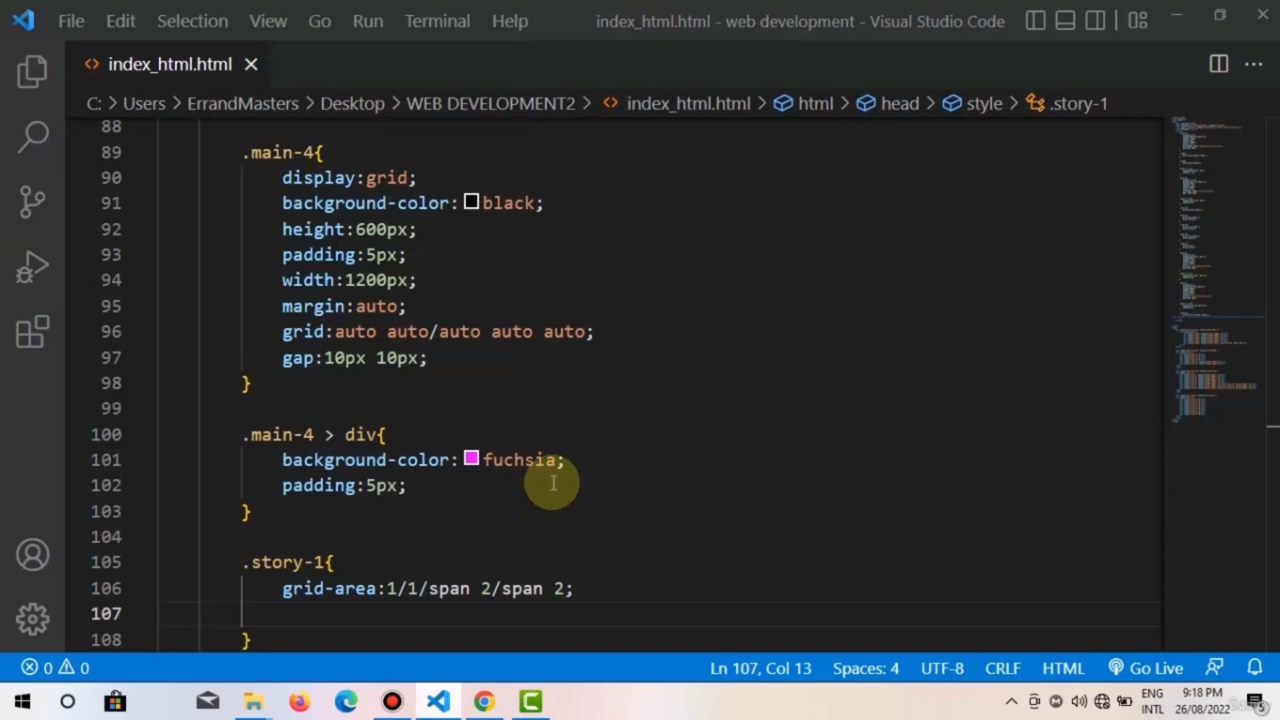 File Edit Selection View Go Run Terminal Help index_html.html - web development - Visual Studio Code
index_html.html
C: > Users > ErrandMasters > Desktop > WEB DEVELOPMENT2 > index_html.html > html > head > style > .story-1
88
89 .main-4{
90 display:grid;
91 background-color: black;
92 height:600px;
93 padding:5px;
94 width:1200px;
95 margin:auto;
96 grid:auto auto/auto auto auto;
97 gap:10px 10px;
98 }
99
100 .main-4 > div{
101 background-color: fuchsia;
102 padding:5px;
103 }
104
105 .story-1{
106 grid-area:1/1/span 2/span 2;
107
108 }
0 0 Ln 107, Col 13 Spaces: 4 UTF-8 CRLF HTML Go Live
ENG 9:18 PM
INTL 26/08/2022